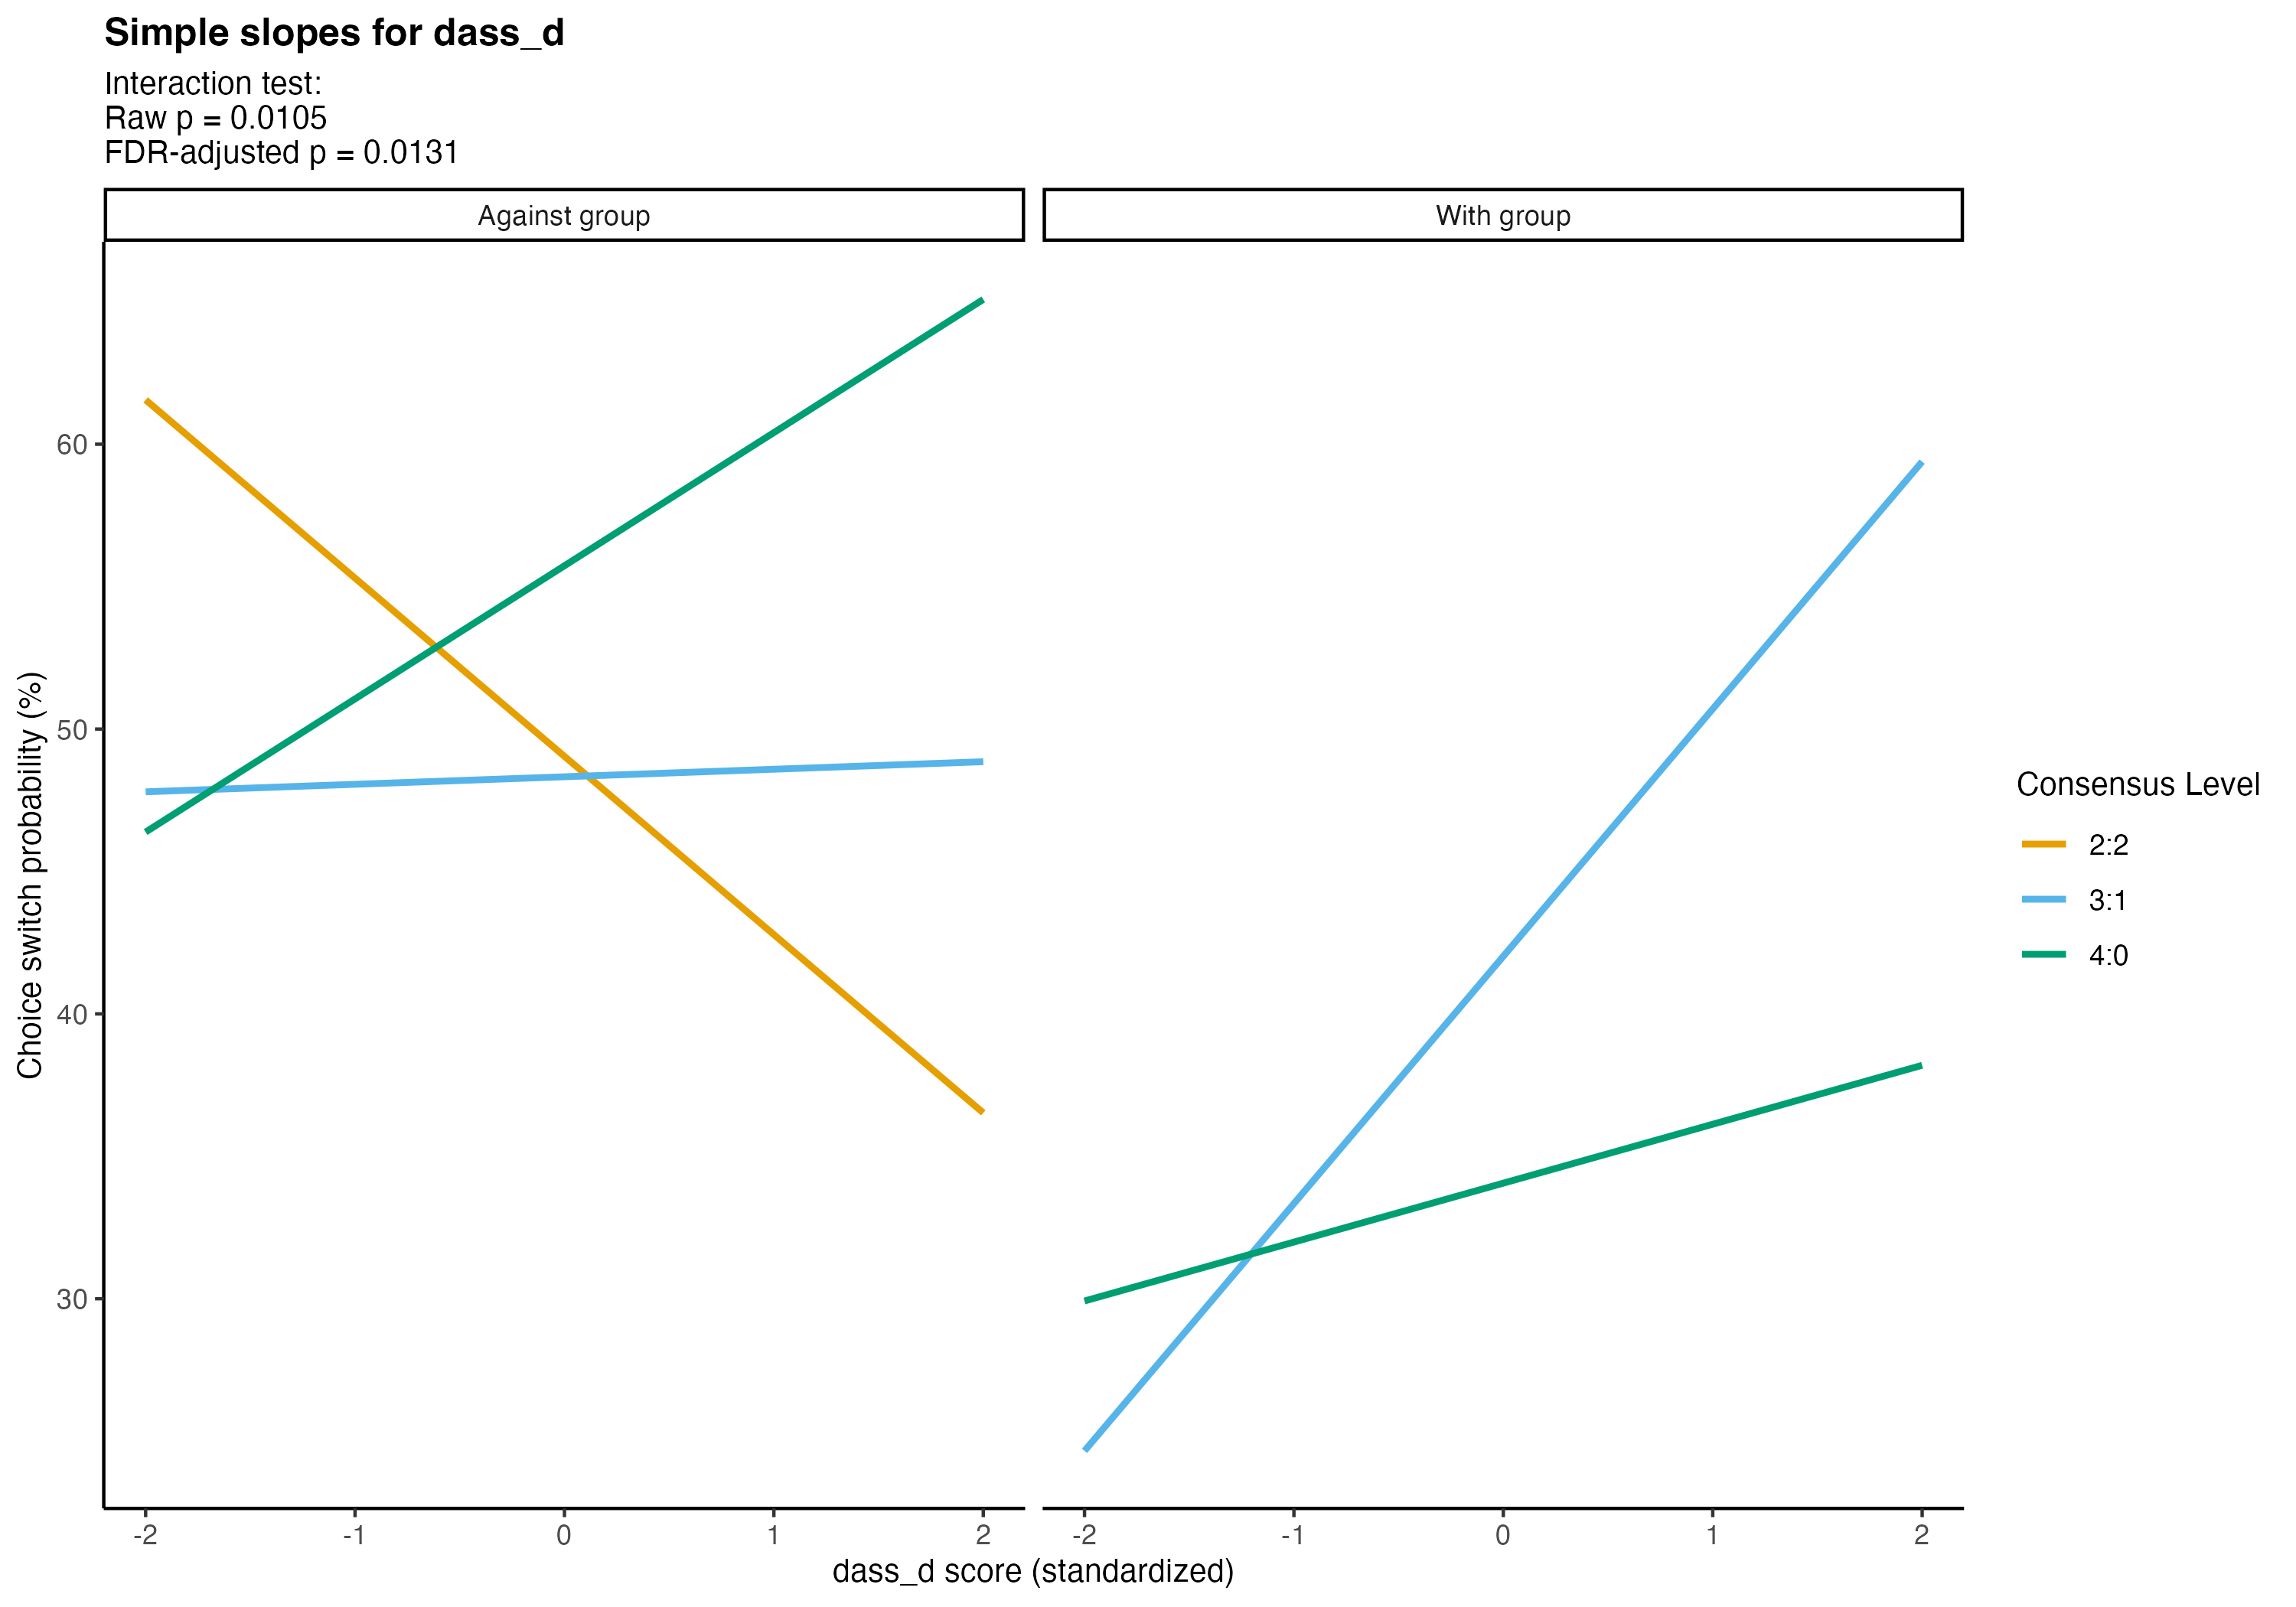 Simple slopes for dass_d
Interaction test:
Raw p = 0.0105
FDR-adjusted p = 0.0131
Against group
With group
Choice switch probability (%)
60
50
40
30
-2
-1
0
1
2
-2
-1
0
1
2
dass_d score (standardized)
Consensus Level
2:2
3:1
4:0